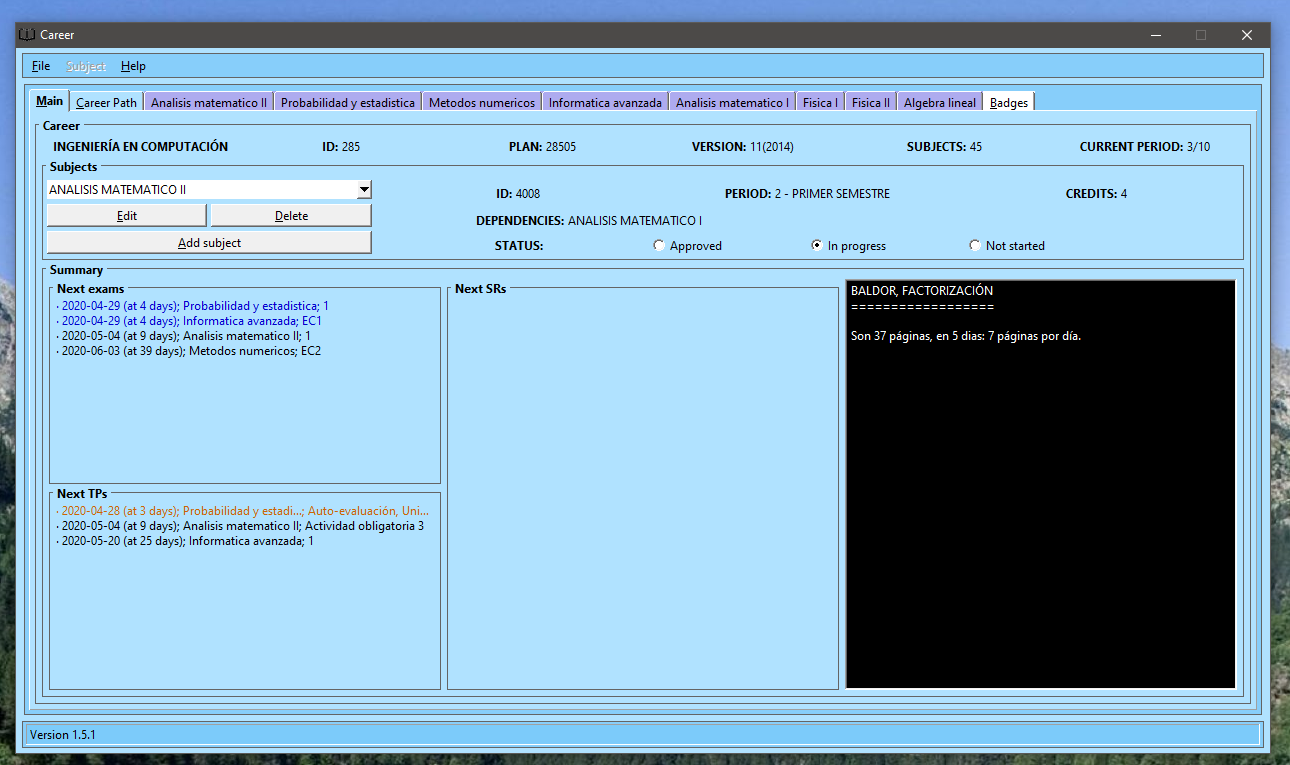 Career
File Subject Help
Main Career Path Analisis matematico II Probabilidad y estadistica Metodos numericos Informatica avanzada Analisis matematico I Fisica I Fisica II Algebra lineal Badges
Career
INGENIERÍA EN COMPUTACIÓN ID: 285 PLAN: 28505 VERSION: 11(2014) SUBJECTS: 45 CURRENT PERIOD: 3/10
Subjects
ANALISIS MATEMATICO II ID: 4008 PERIOD: 2 - PRIMER SEMESTRE CREDITS: 4
Edit Delete DEPENDENCIES: ANALISIS MATEMATICO I
Add subject STATUS: Approved In progress Not started
Summary
Next exams
· 2020-04-29 (at 4 days); Probabilidad y estadistica; 1
· 2020-04-29 (at 4 days); Informatica avanzada; EC1
· 2020-05-04 (at 9 days); Analisis matematico II; 1
· 2020-06-03 (at 39 days); Metodos numericos; EC2
Next TPs
· 2020-04-28 (at 3 days); Probabilidad y estadi...; Auto-evaluación, Uni...
· 2020-05-04 (at 9 days); Analisis matematico II; Actividad obligatoria 3
· 2020-05-20 (at 25 days); Informatica avanzada; 1
Next SRs
BALDOR, FACTORIZACIÓN
==================
Son 37 páginas, en 5 dias: 7 páginas por día.
Version 1.5.1